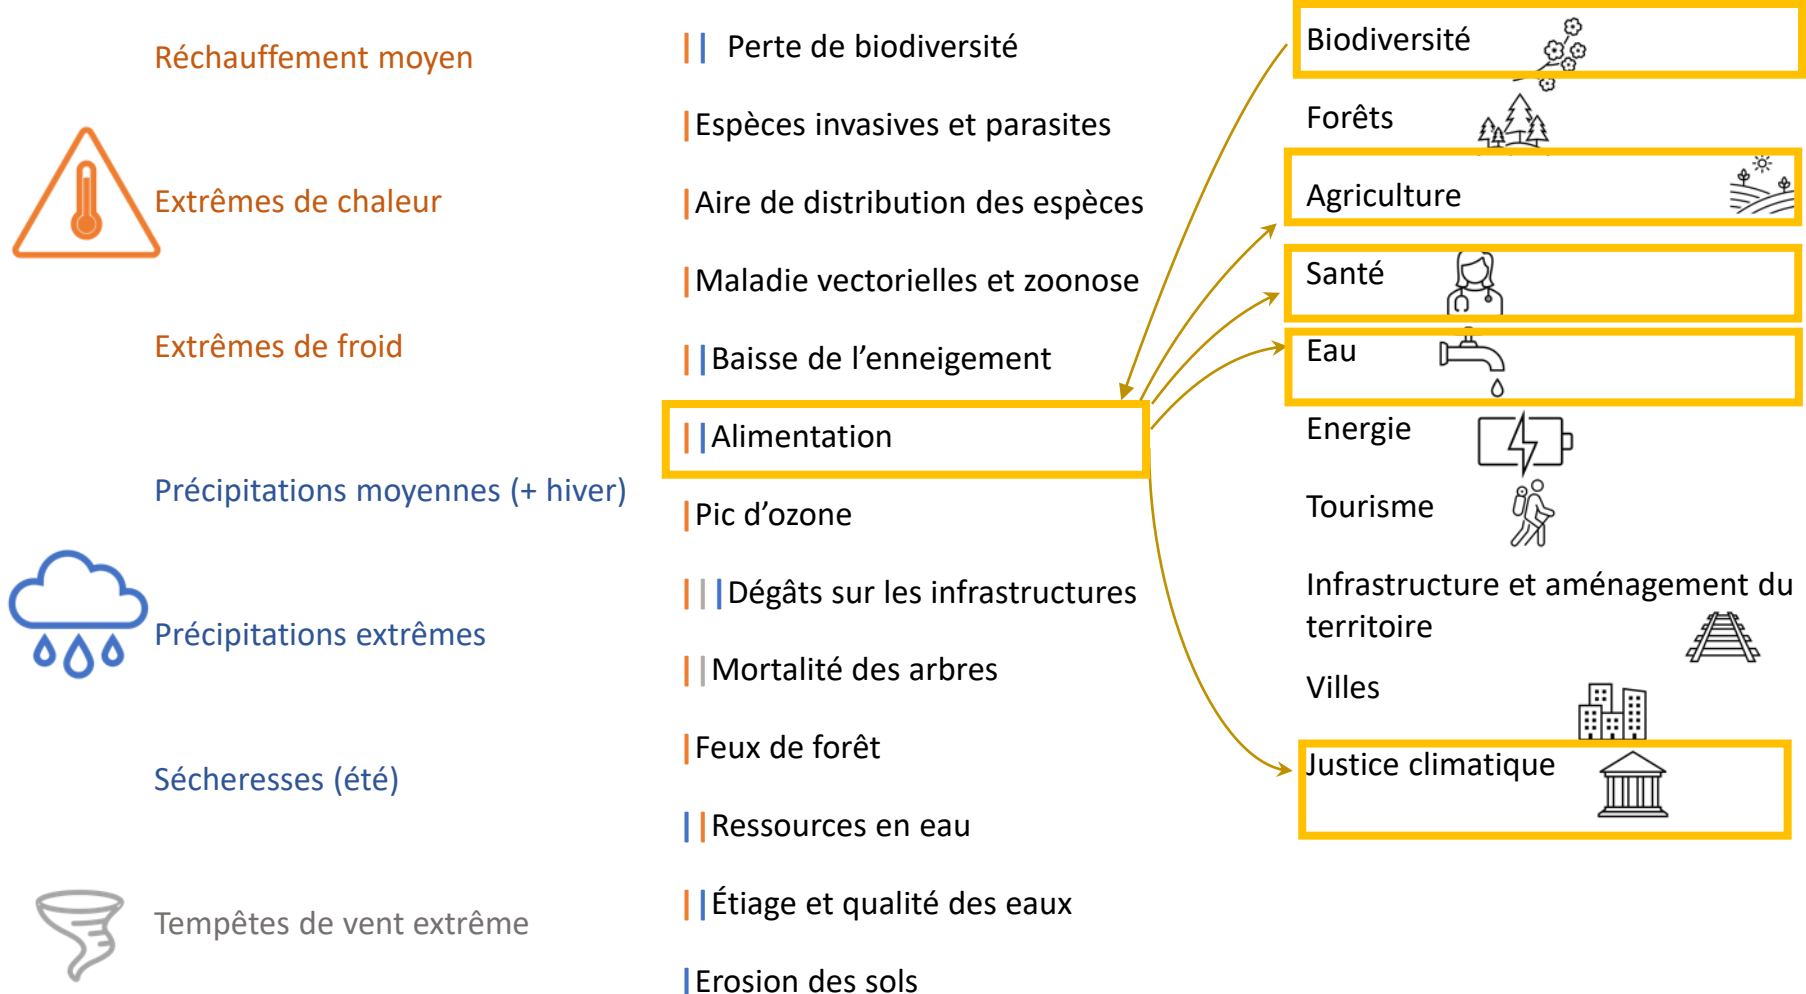 Réchauffement moyen
Extrêmes de chaleur
Extrêmes de froid
Précipitations moyennes (+ hiver)
Précipitations extrêmes
Sécheresses (été)
Tempêtes de vent extrême
Perte de biodiversité
Espèces invasives et parasites
Aire de distribution des espèces
Maladie vectorielles et zoonose
Baisse de l’enneigement
Alimentation
Pic d’ozone
Dégâts sur les infrastructures
Mortalité des arbres
Feux de forêt
Ressources en eau
Étiage et qualité des eaux
Erosion des sols
Biodiversité
Forêts
Agriculture
Santé
Eau
Energie
Tourisme
Infrastructure et aménagement du
territoire
Villes
Justice climatique